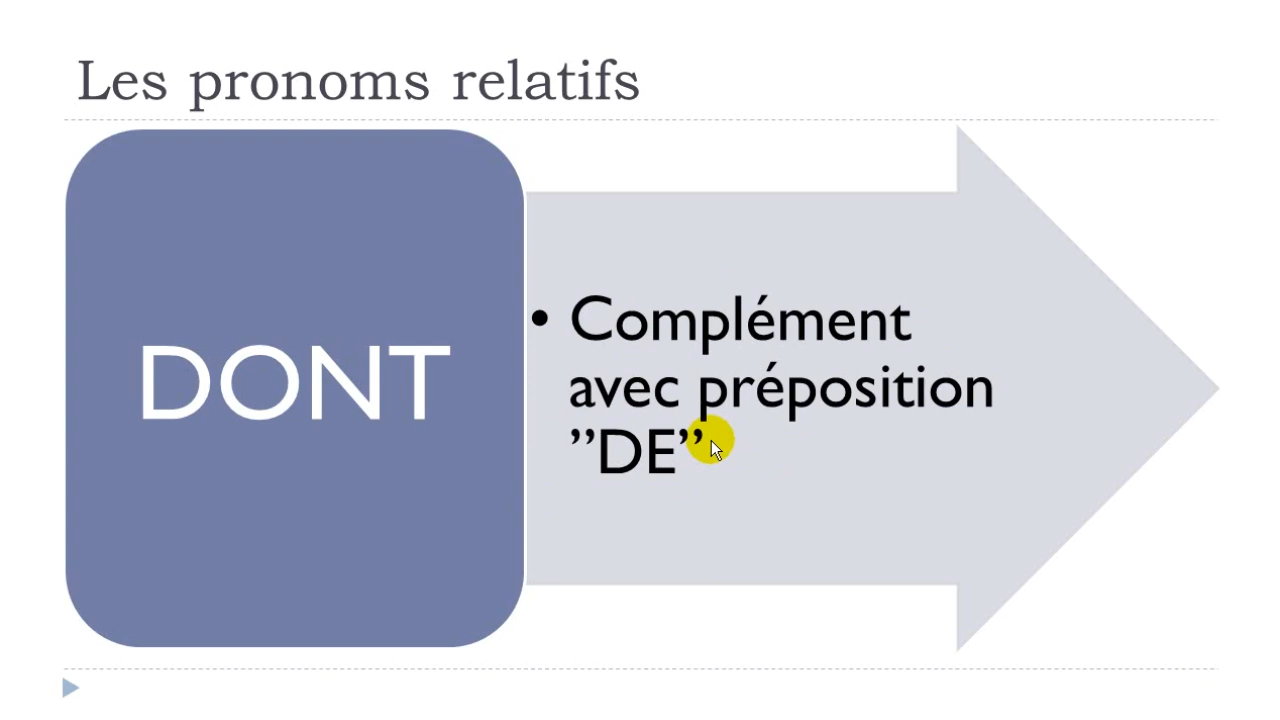 Les pronoms relatifs
DONT
• Complément
avec préposition
”DE”